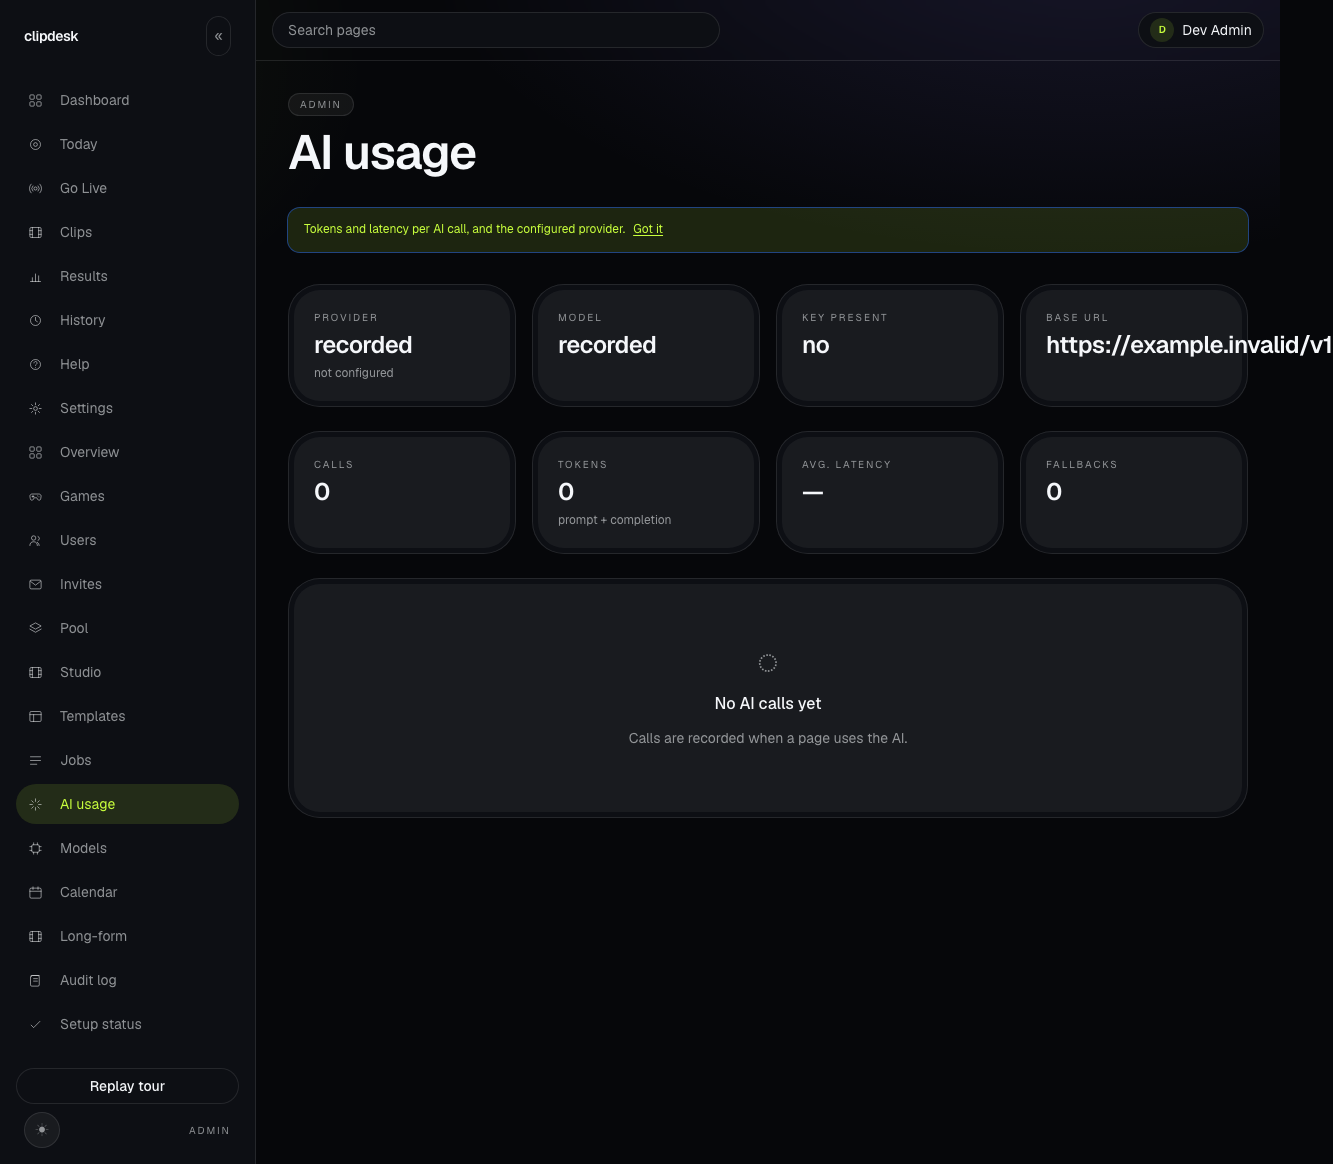 clipdesk
«
Search pages
D
Dev Admin
Dashboard
Today
Go Live
Clips
Results
History
Help
Settings
Overview
Games
Users
Invites
Pool
Studio
Templates
Jobs
AI usage
Models
Calendar
Long-form
Audit log
Setup status
Replay tour
ADMIN
ADMIN
AI usage
Tokens and latency per AI call, and the configured provider. Got it
PROVIDER
recorded
not configured
MODEL
recorded
KEY PRESENT
no
BASE URL
https://example.invalid/v1
CALLS
0
TOKENS
0
prompt + completion
AVG. LATENCY
—
FALLBACKS
0
No AI calls yet
Calls are recorded when a page uses the AI.